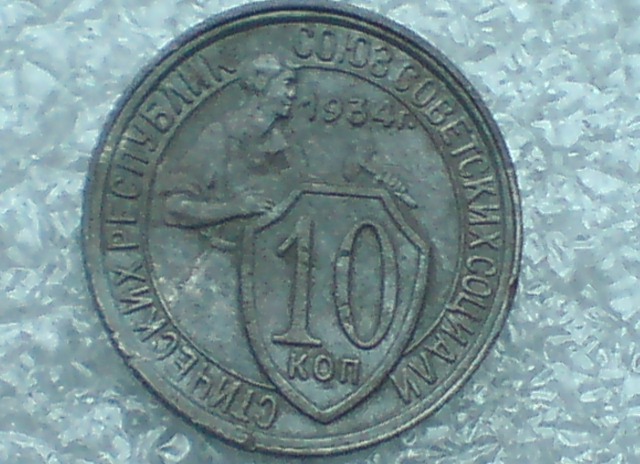 СОЮЗ СОВЕТСКИХ СОЦИАЛИСТИЧЕСКИХ РЕСПУБЛИК
1934г.
10
КОП